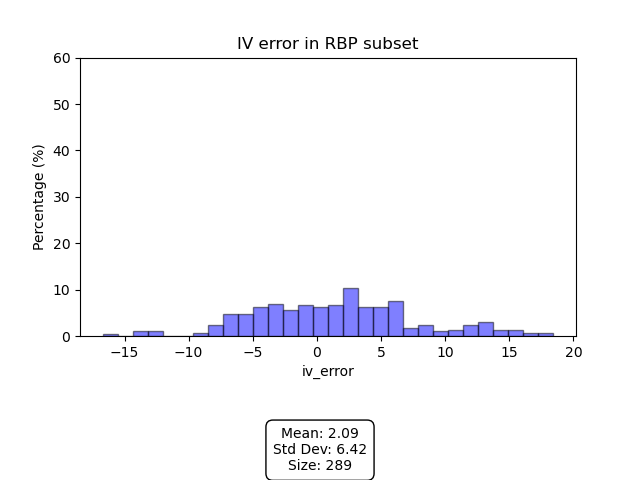 IV error in RBP subset
60
50
40
30
20
10
0
Percentage (%)
−15
−10
−5
0
5
10
15
20
iv_error
Mean: 2.09
Std Dev: 6.42
Size: 289